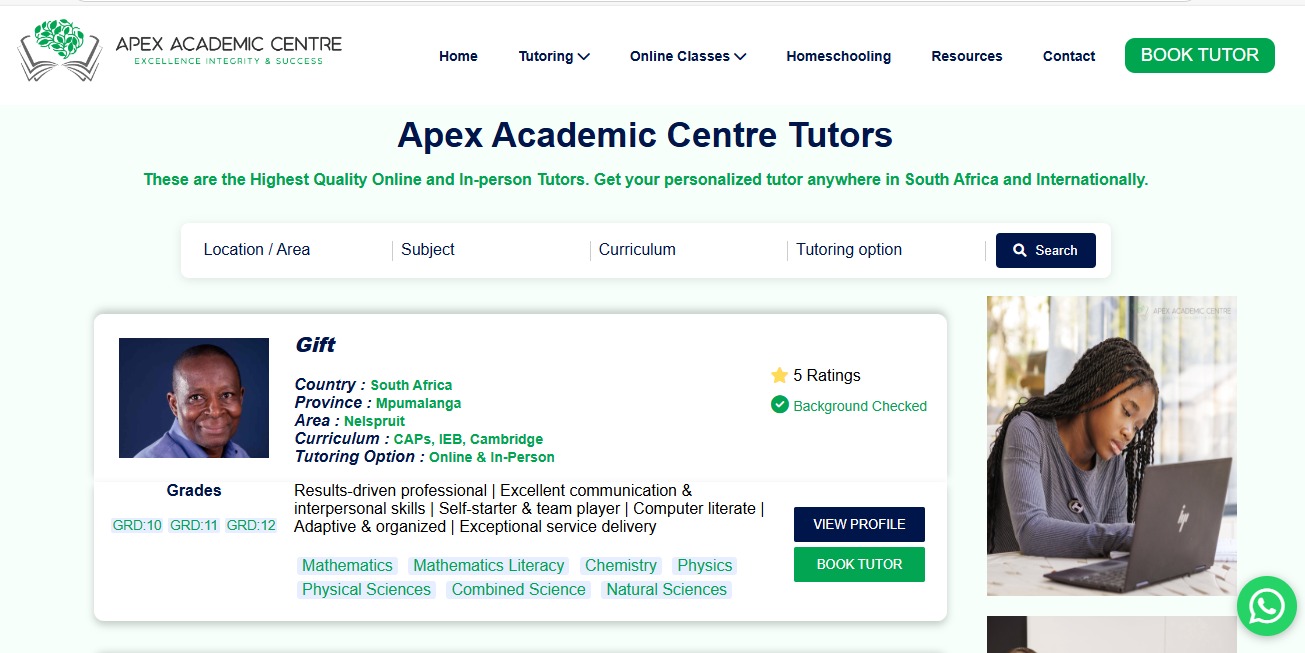 APEX ACADEMIC CENTRE
EXCELLENCE INTEGRITY & SUCCESS
Home
Tutoring
Online Classes
Homeschooling
Resources
Contact
BOOK TUTOR
Apex Academic Centre Tutors
These are the Highest Quality Online and In-person Tutors. Get your personalized tutor anywhere in South Africa and Internationally.
Location / Area
Subject
Curriculum
Tutoring option
Search
Gift
Country : South Africa
Province : Mpumalanga
Area : Nelspruit
Curriculum : CAPs, IEB, Cambridge
Tutoring Option : Online & In-Person
5 Ratings
Background Checked
Grades
GRD:10 GRD:11 GRD:12
Results-driven professional | Excellent communication &
interpersonal skills | Self-starter & team player | Computer literate |
Adaptive & organized | Exceptional service delivery
Mathematics Mathematics Literacy Chemistry Physics
Physical Sciences Combined Science Natural Sciences
VIEW PROFILE
BOOK TUTOR
APEX ACADEMIC CENTRE
hp